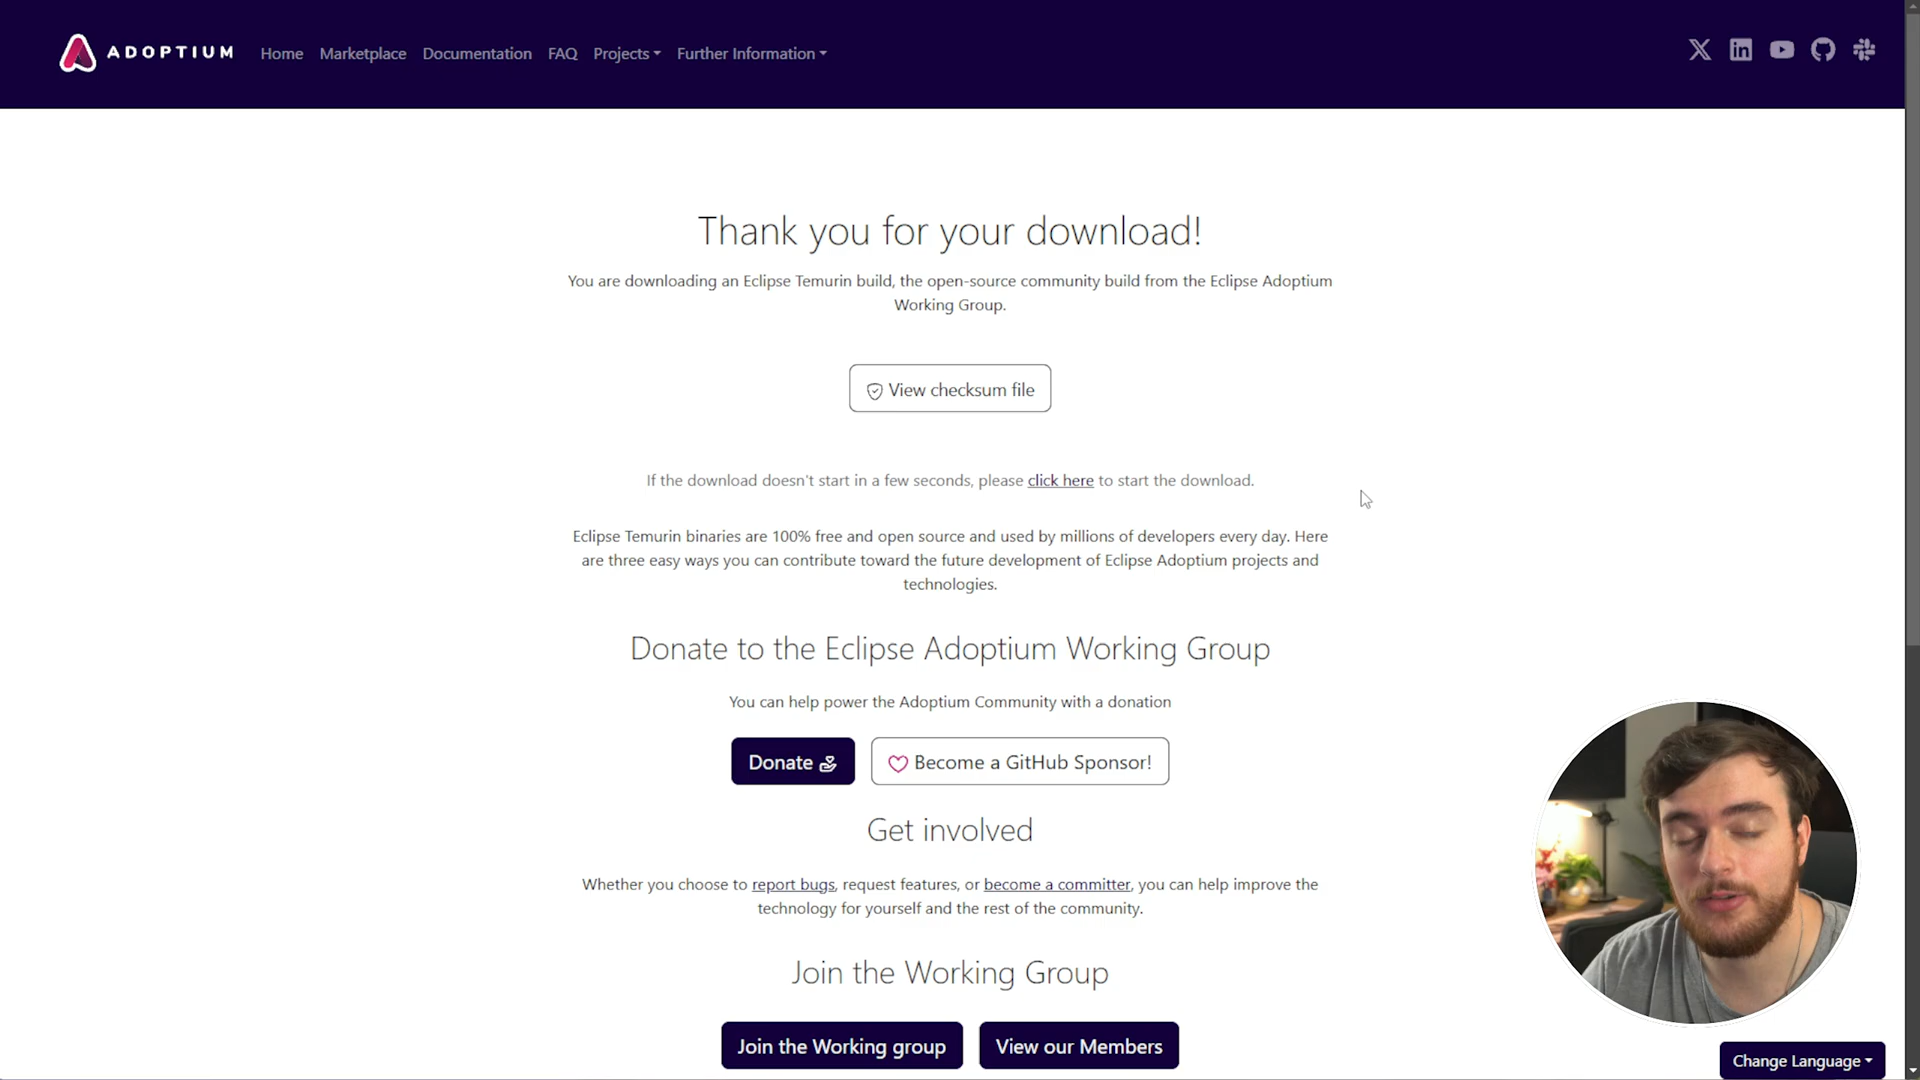 ADOPTIUM Home Marketplace Documentation FAQ Projects Further Information
Thank you for your download!
You are downloading an Eclipse Temurin build, the open-source community build from the Eclipse Adoptium
Working Group.
View checksum file
If the download doesn't start in a few seconds, please click here to start the download.
Eclipse Temurin binaries are 100% free and open source and used by millions of developers every day. Here
are three easy ways you can contribute toward the future development of Eclipse Adoptium projects and
technologies.
Donate to the Eclipse Adoptium Working Group
You can help power the Adoptium Community with a donation
Donate Become a GitHub Sponsor!
Get involved
Whether you choose to report bugs, request features, or become a committer, you can help improve the
technology for yourself and the rest of the community.
Join the Working Group
Join the Working group View our Members
Change Language